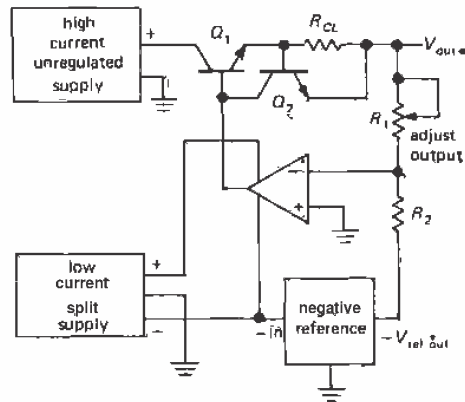 high
current
unregulated
supply
+
Q1
RCL
Vout
Q2
R1
adjust
output
−
+
R2
low
current
split
supply
+
−
−in
negative
reference
−Vref out